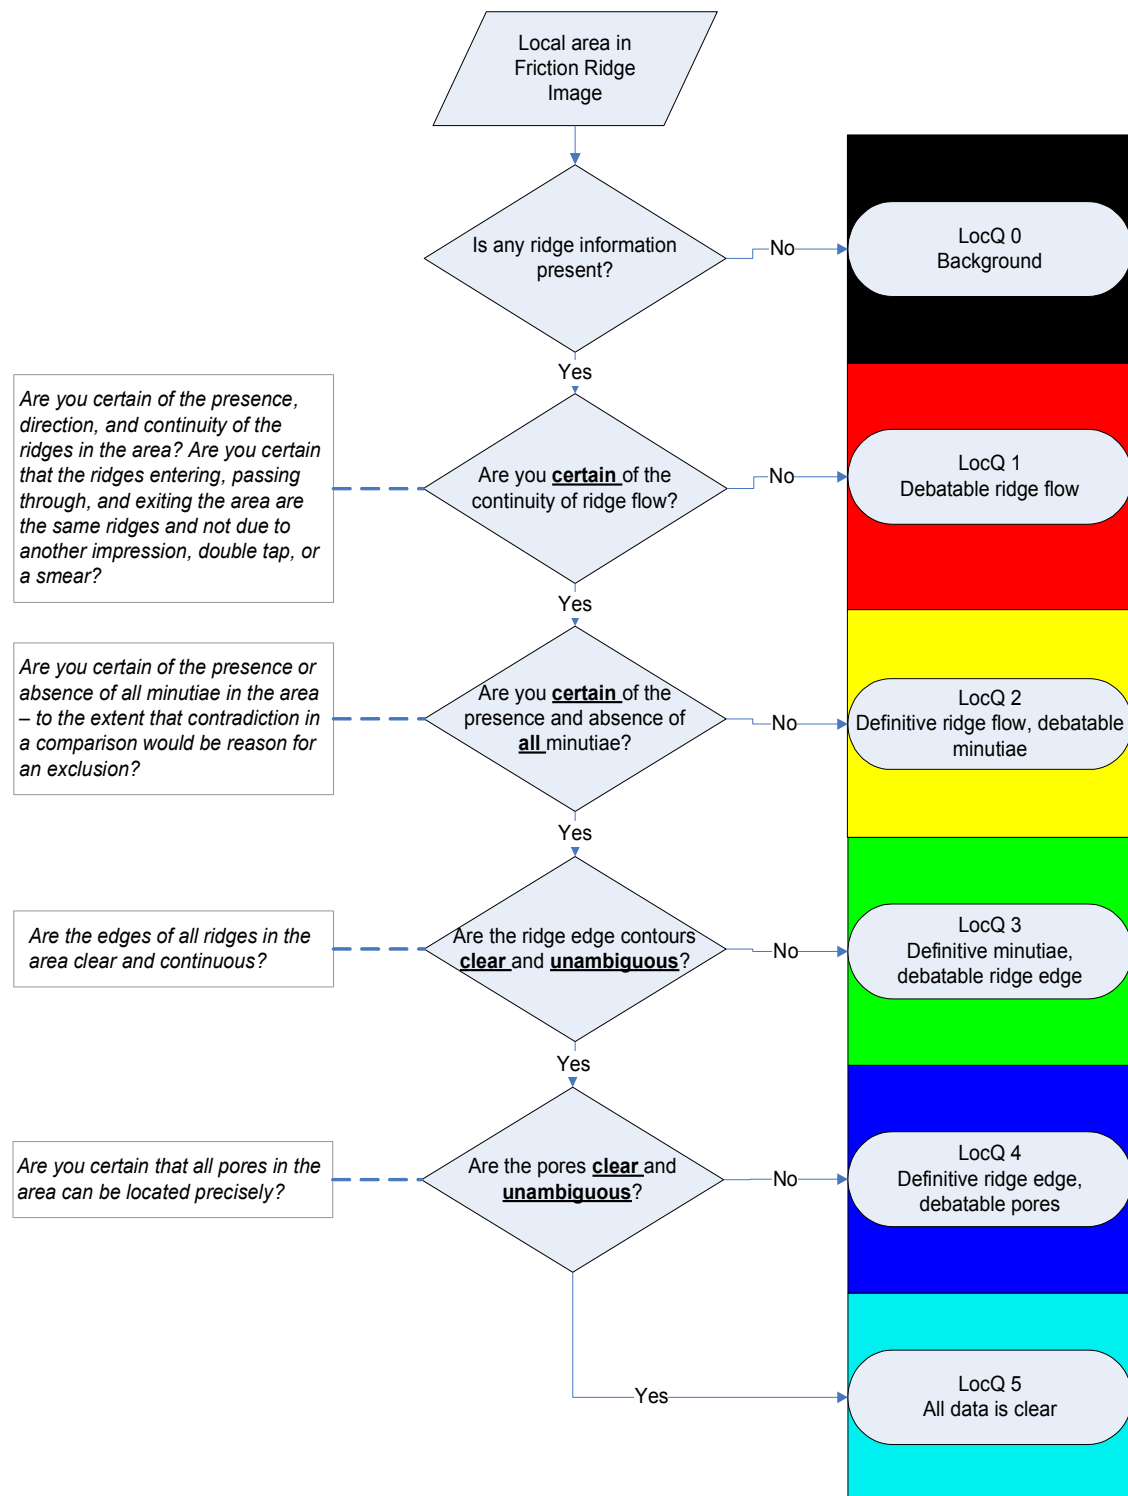 Local area in
Friction Ridge
Image
Is any ridge information
present?
No
LocQ 0
Background
Yes
Are you certain of the presence,
direction, and continuity of the
ridges in the area? Are you certain
that the ridges entering, passing
through, and exiting the area are
the same ridges and not due to
another impression, double tap, or
a smear?
Are you certain of the
continuity of ridge flow?
No
LocQ 1
Debatable ridge flow
Yes
Are you certain of the presence or
absence of all minutiae in the area
– to the extent that contradiction in
a comparison would be reason for
an exclusion?
Are you certain of the
presence and absence of
all minutiae?
No
LocQ 2
Definitive ridge flow, debatable
minutiae
Yes
Are the edges of all ridges in the
area clear and continuous?
Are the ridge edge contours
clear and unambiguous?
No
LocQ 3
Definitive minutiae,
debatable ridge edge
Yes
Are you certain that all pores in the
area can be located precisely?
Are the pores clear and
unambiguous?
No
LocQ 4
Definitive ridge edge,
debatable pores
Yes
LocQ 5
All data is clear